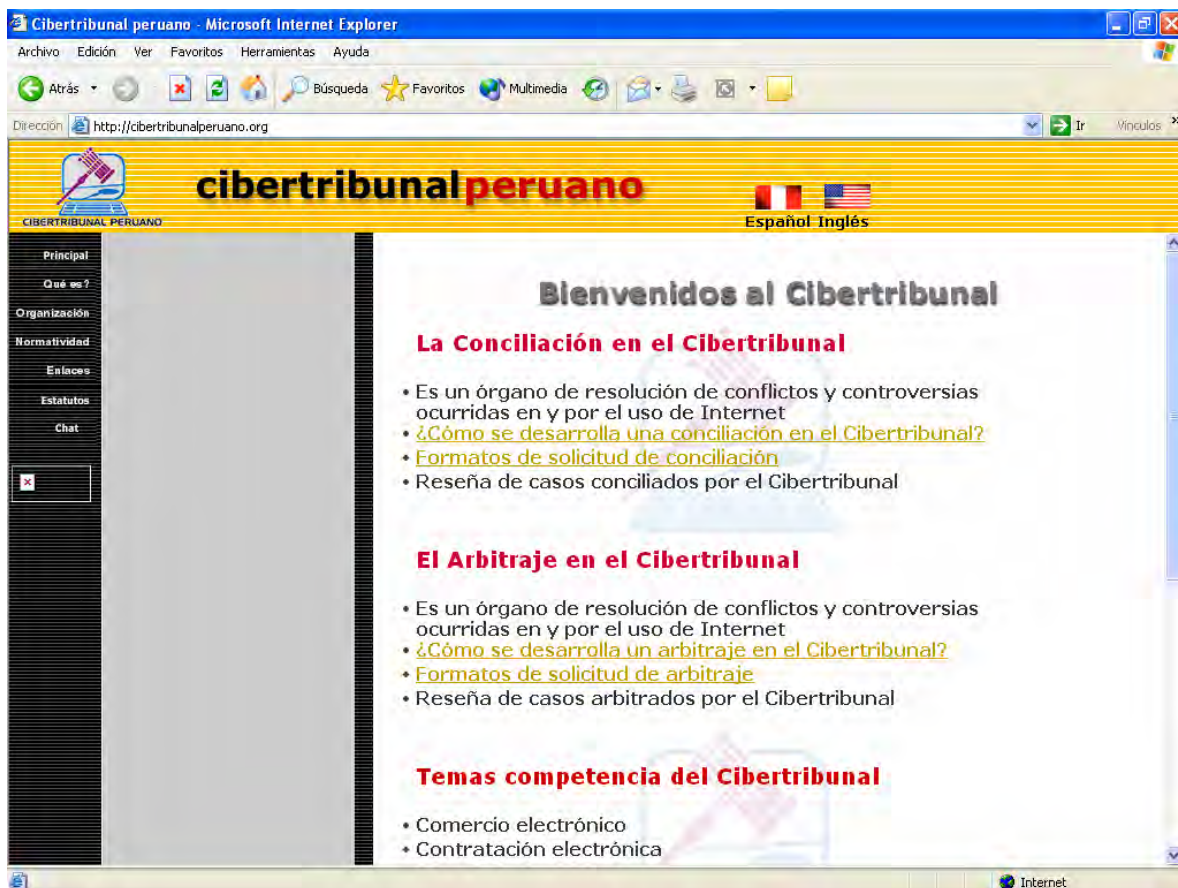 Cibertribunal peruano - Microsoft Internet Explorer
Archivo Edición Ver Favoritos Herramientas Ayuda
Atrás Búsqueda Favoritos Multimedia
Dirección http://cibertribunalperuano.org Ir Vínculos »
cibertribunalperuano
CIBERTRIBUNAL PERUANO
Español Inglés
Principal
Qué es?
Organización
Normatividad
Enlaces
Estatutos
Chat
Bienvenidos al Cibertribunal
La Conciliación en el Cibertribunal
• Es un órgano de resolución de conflictos y controversias
ocurridas en y por el uso de Internet
• ¿Cómo se desarrolla una conciliación en el Cibertribunal?
• Formatos de solicitud de conciliación
• Reseña de casos conciliados por el Cibertribunal
El Arbitraje en el Cibertribunal
• Es un órgano de resolución de conflictos y controversias
ocurridas en y por el uso de Internet
• ¿Cómo se desarrolla un arbitraje en el Cibertribunal?
• Formatos de solicitud de arbitraje
• Reseña de casos arbitrados por el Cibertribunal
Temas competencia del Cibertribunal
• Comercio electrónico
• Contratación electrónica
Internet